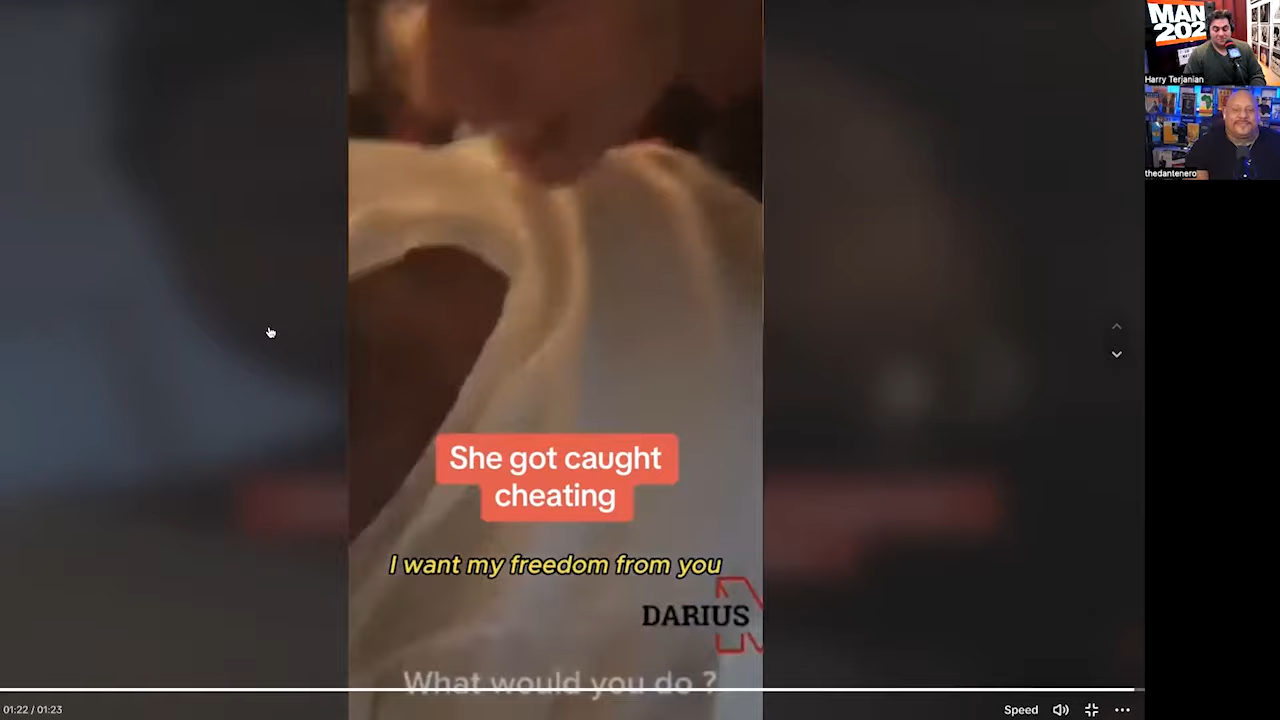 She got caught
cheating
I want my freedom from you
DARIUS
What would you do ?
01:22 / 01:23
Speed
MAN
202
Harry Terjanian
thedantenero